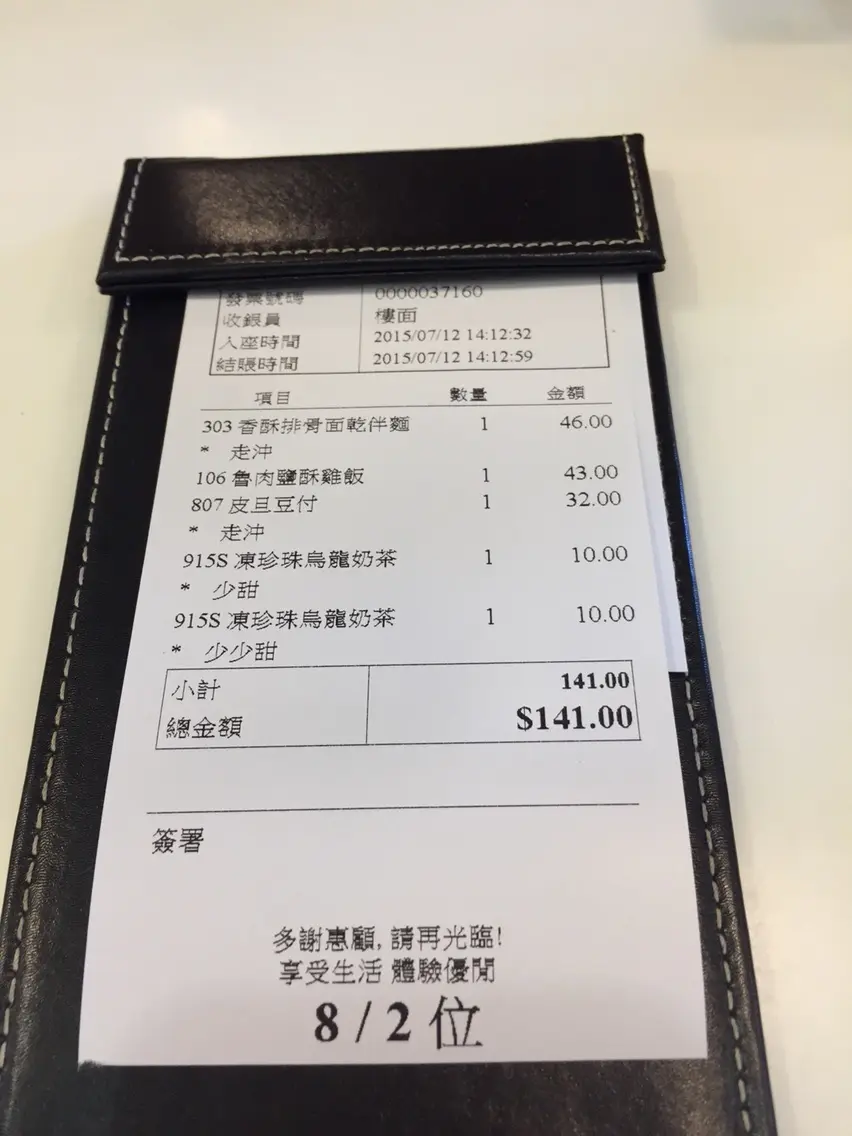 發票號碼 0000037160
收銀員 樓面
入座時間 2015/07/12 14:12:32
結賬時間 2015/07/12 14:12:59
項目 數量 金額
303 香酥排骨面乾伴麵 1 46.00
* 走沖
106 魯肉鹽酥雞飯 1 43.00
807 皮旦豆付 1 32.00
* 走沖
915S 凍珍珠烏龍奶茶 1 10.00
* 少甜
915S 凍珍珠烏龍奶茶 1 10.00
* 少少甜
小計 141.00
總金額 $141.00
簽署
多謝惠顧, 請再光臨!
享受生活 體驗優閒
8 / 2 位